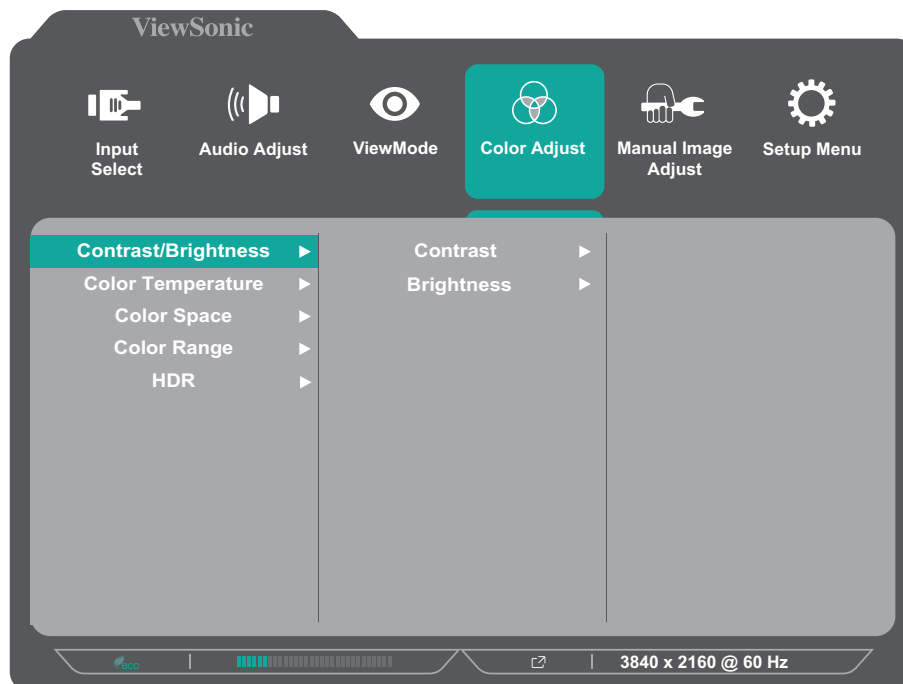 ViewSonic
Input
Select
Audio Adjust
ViewMode
Color Adjust
Manual Image
Adjust
Setup Menu
Contrast/Brightness
Color Temperature
Color Space
Color Range
HDR
Contrast
Brightness
eco
3840 x 2160 @ 60 Hz